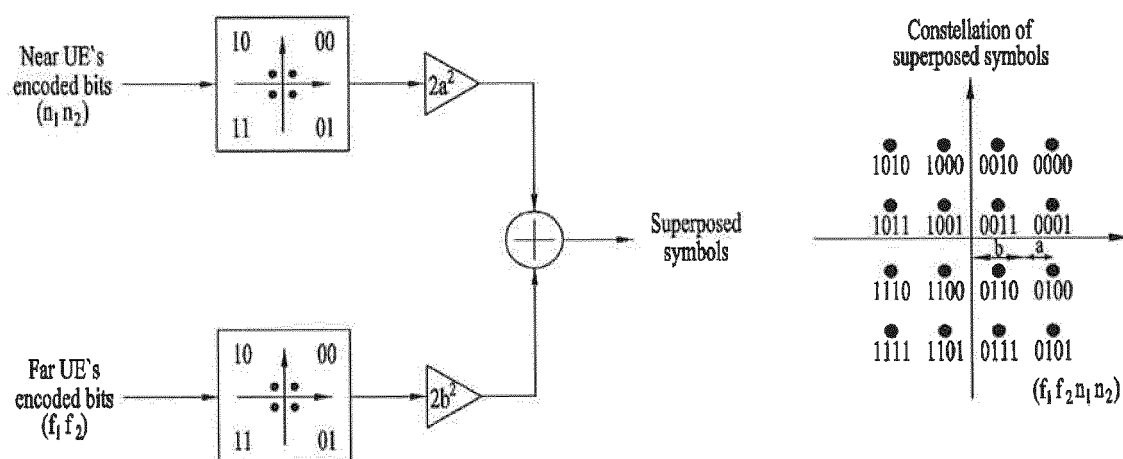 Near UE`s
encoded bits
(n₁ n₂)
10 00
11 01
2a²
Far UE`s
encoded bits
(f₁ f₂)
10 00
11 01
2b²
Superposed
symbols
Constellation of
superposed symbols
1010 1000 0010 0000
1011 1001 0011 0001
b a
1110 1100 0110 0100
1111 1101 0111 0101
(f₁ f₂ n₁ n₂)